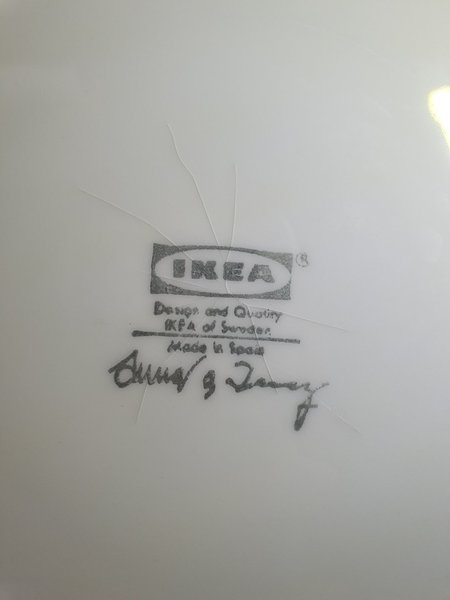 IKEA ®
Design and Quality
IKEA of Sweden
Made in Spain